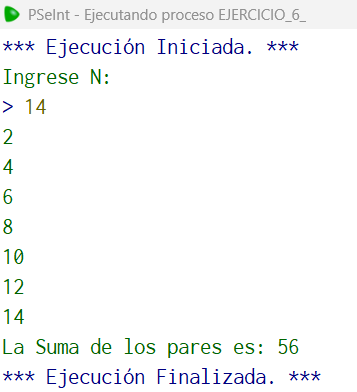 PSeInt - Ejecutando proceso EJERCICIO_6_
*** Ejecución Iniciada. ***
Ingrese N:
> 14
2
4
6
8
10
12
14
La Suma de los pares es: 56
*** Ejecución Finalizada. ***